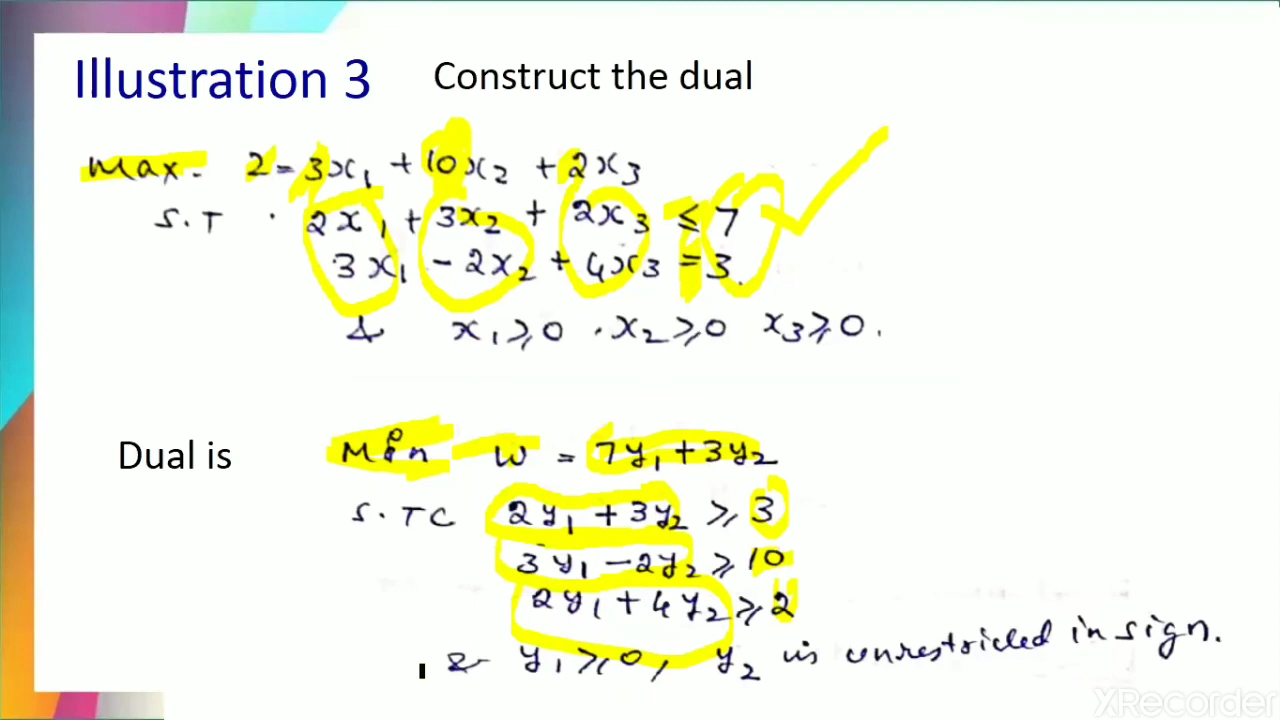 Illustration 3 Construct the dual
Max. Z = 3x₁ + 10x₂ + 2x₃
S.T 2x₁ + 3x₂ + 2x₃ ≤ 7
3x₁ - 2x₂ + 4x₃ = 3.
& x₁ ≥ 0 . x₂ ≥ 0 x₃ ≥ 0.
Dual is Min W = 7y₁ + 3y₂
S.TC 2y₁ + 3y₂ ≥ 3
3y₁ - 2y₂ ≥ 10
2y₁ + 4y₂ ≥ 2
& y₁ ≥ 0, y₂ is unrestricted in sign.
XRecorder